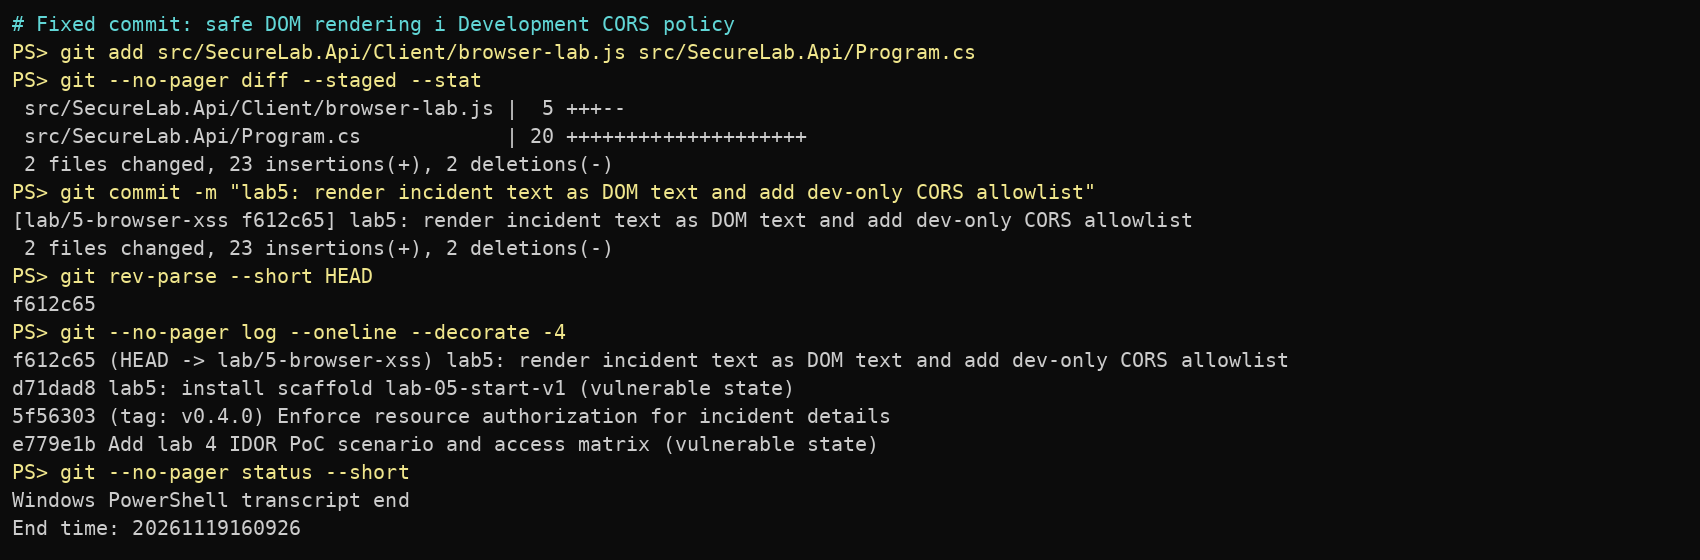 # Fixed commit: safe DOM rendering i Development CORS policy
PS> git add src/SecureLab.Api/Client/browser-lab.js src/SecureLab.Api/Program.cs
PS> git --no-pager diff --staged --stat
 src/SecureLab.Api/Client/browser-lab.js |  5 +++--
 src/SecureLab.Api/Program.cs            | 20 ++++++++++++++++++++
 2 files changed, 23 insertions(+), 2 deletions(-)
PS> git commit -m "lab5: render incident text as DOM text and add dev-only CORS allowlist"
[lab/5-browser-xss f612c65] lab5: render incident text as DOM text and add dev-only CORS allowlist
 2 files changed, 23 insertions(+), 2 deletions(-)
PS> git rev-parse --short HEAD
f612c65
PS> git --no-pager log --oneline --decorate -4
f612c65 (HEAD -> lab/5-browser-xss) lab5: render incident text as DOM text and add dev-only CORS allowlist
d71dad8 lab5: install scaffold lab-05-start-v1 (vulnerable state)
5f56303 (tag: v0.4.0) Enforce resource authorization for incident details
e779e1b Add lab 4 IDOR PoC scenario and access matrix (vulnerable state)
PS> git --no-pager status --short
Windows PowerShell transcript end
End time: 20261119160926